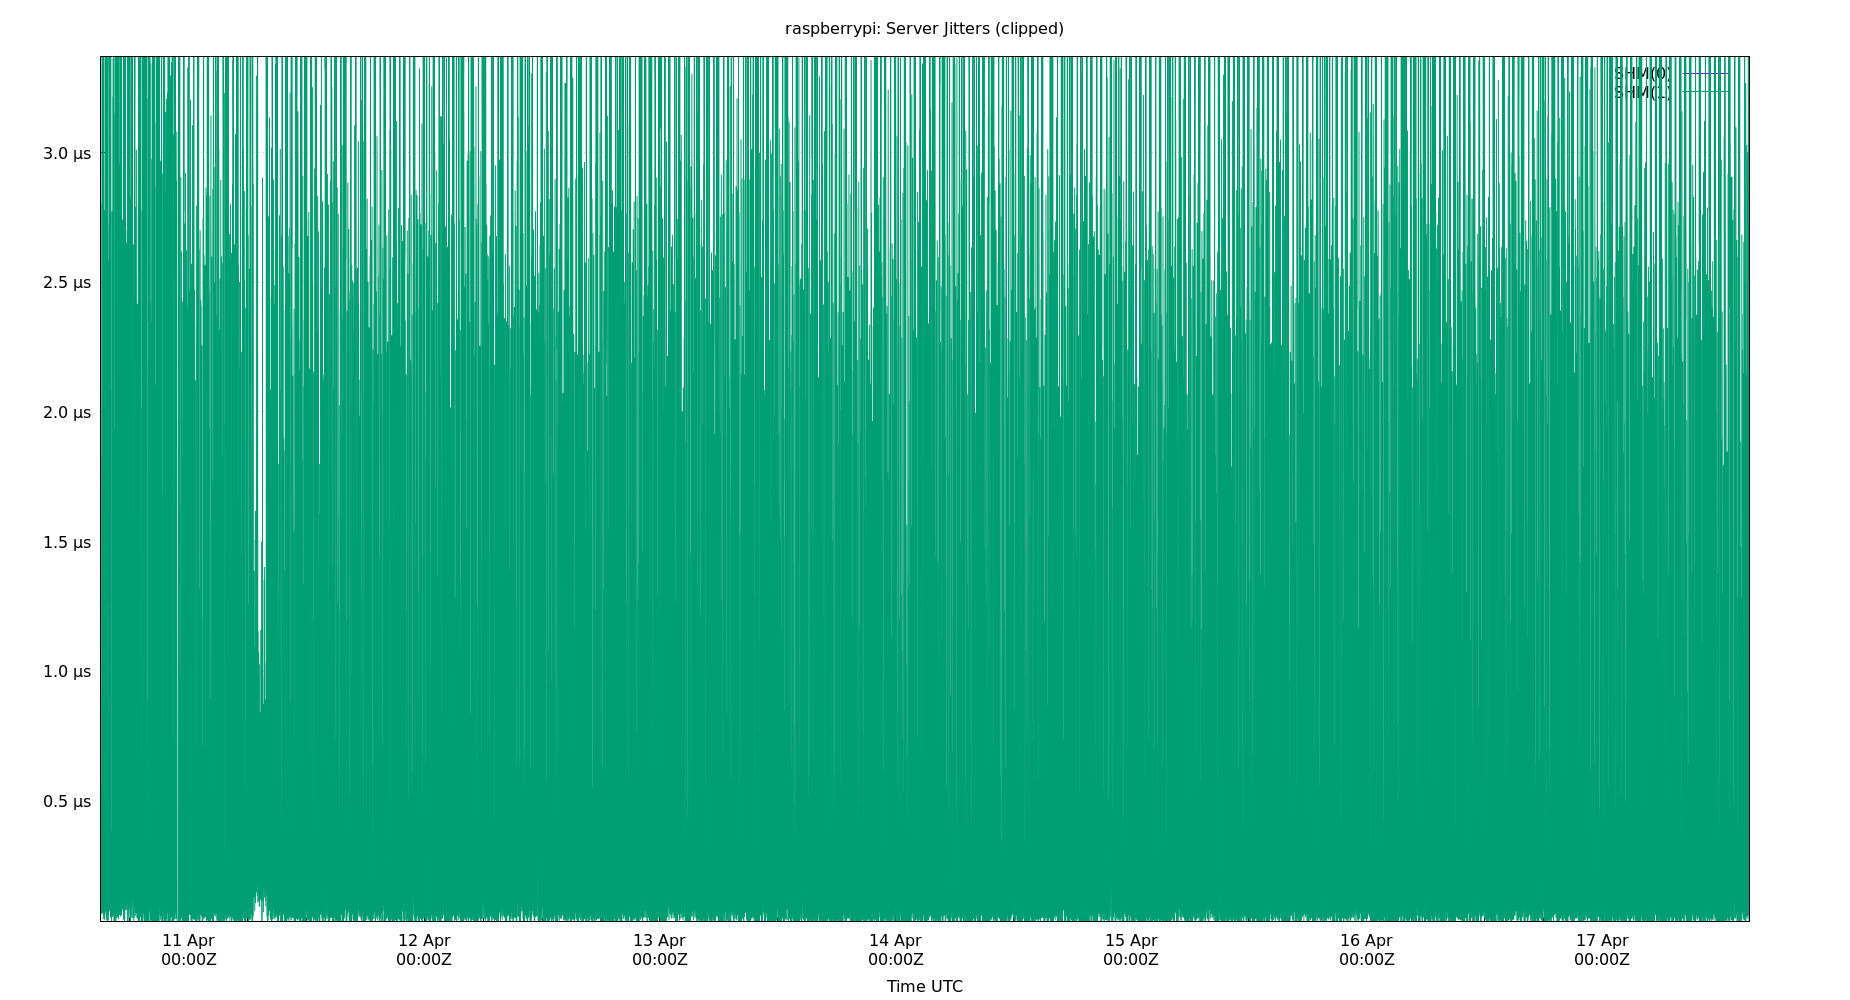 raspberrypi: Server Jitters (clipped)
SHM(0)
SHM(1)
3.0 µs
2.5 µs
2.0 µs
1.5 µs
1.0 µs
0.5 µs
11 Apr 12 Apr 13 Apr 14 Apr 15 Apr 16 Apr 17 Apr
00:00Z 00:00Z 00:00Z 00:00Z 00:00Z 00:00Z 00:00Z
Time UTC